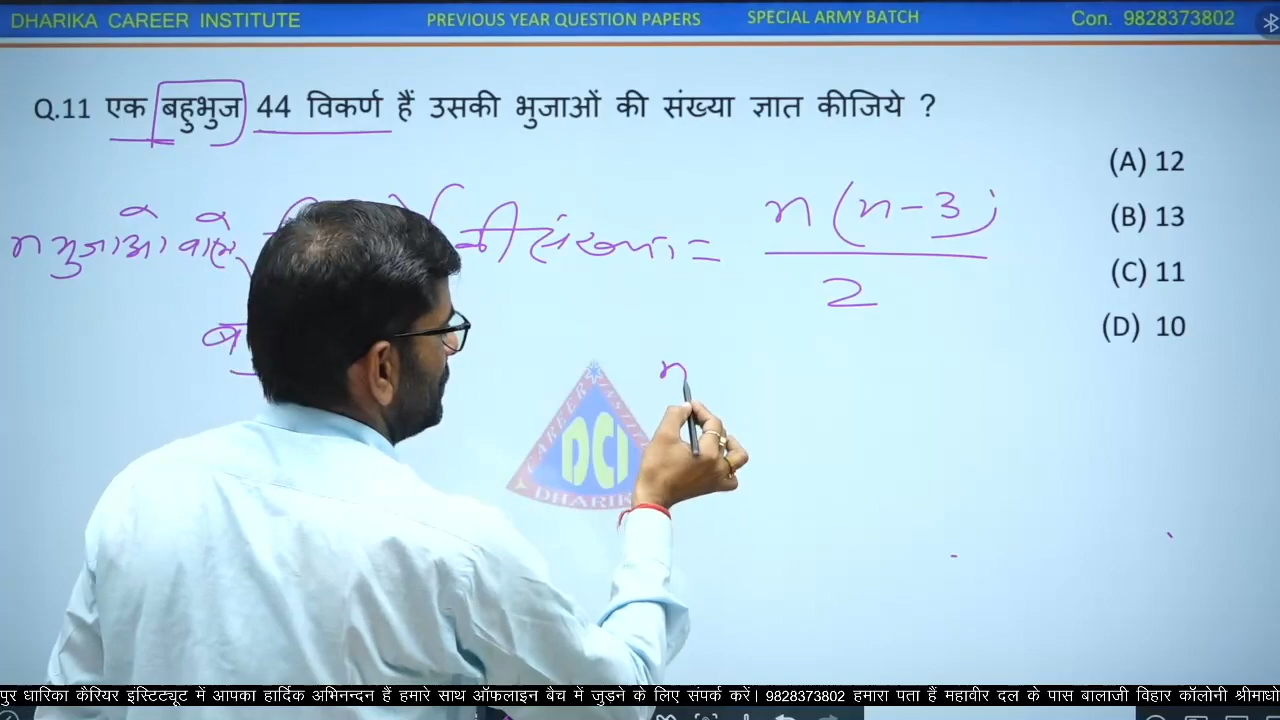 DHARIKA CAREER INSTITUTE PREVIOUS YEAR QUESTION PAPERS SPECIAL ARMY BATCH Con. 9828373802
Q.11 एक बहुभुज 44 विकर्ण हैं उसकी भुजाओं की संख्या ज्ञात कीजिये ?
(A) 12
(B) 13
(C) 11
(D) 10
n भुजाओ वाले की संख्या = n(n-3)
2
n
DCI
पुर धारिका कैरियर इंस्टिट्यूट में आपका हार्दिक अभिनन्दन हैं हमारे साथ ऑफलाइन बैच में जुड़ने के लिए संपर्क करें। 9828373802 हमारा पता हैं महावीर दल के पास बालाजी विहार कॉलोनी श्रीमाधो